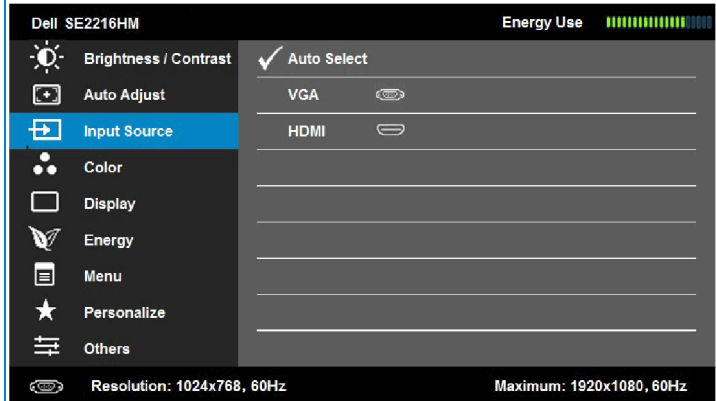 Dell SE2216HM Energy Use
Brightness / Contrast Auto Select
Auto Adjust VGA
Input Source HDMI
Color
Display
Energy
Menu
Personalize
Others
Resolution: 1024x768, 60Hz Maximum: 1920x1080, 60Hz